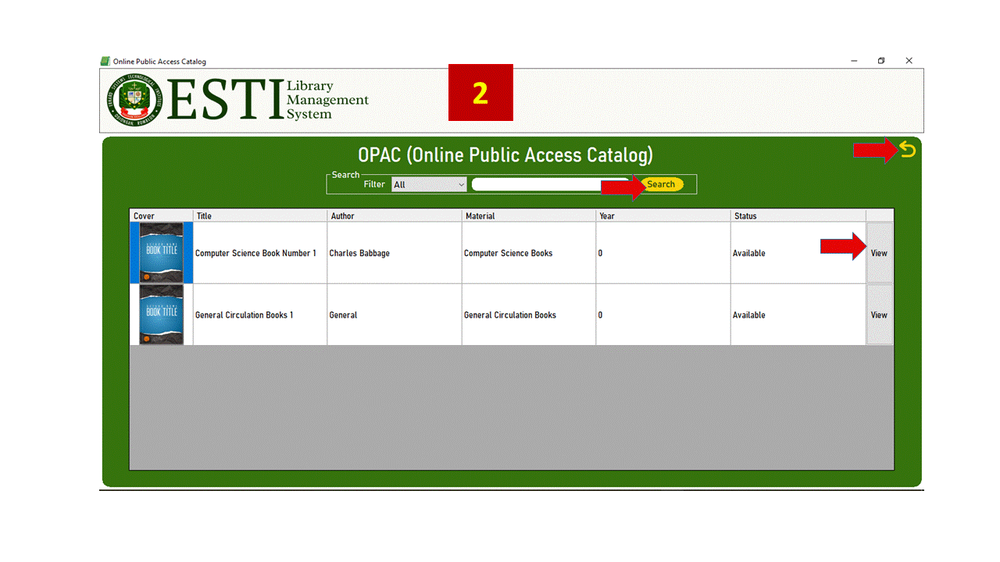 Online Public Access Catalog
ESTI
Library
Management
System
2
OPAC (Online Public Access Catalog)
Search
Filter All Search
Cover Title Author Material Year Status
BOOK TITLE
Computer Science Book Number 1 Charles Babbage Computer Science Books 0 Available View
BOOK TITLE
General Circulation Books 1 General General Circulation Books 0 Available View